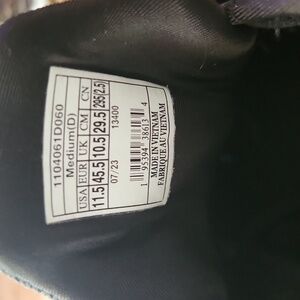 1104061D060
Medium(D)
USA EUR UK CM CN
11.5 45.5 10.5 29.5 295(2.5)
07/23 13400
1 95394 38613 4
MADE IN VIETNAM
FABRIQUE AU VIETNAM